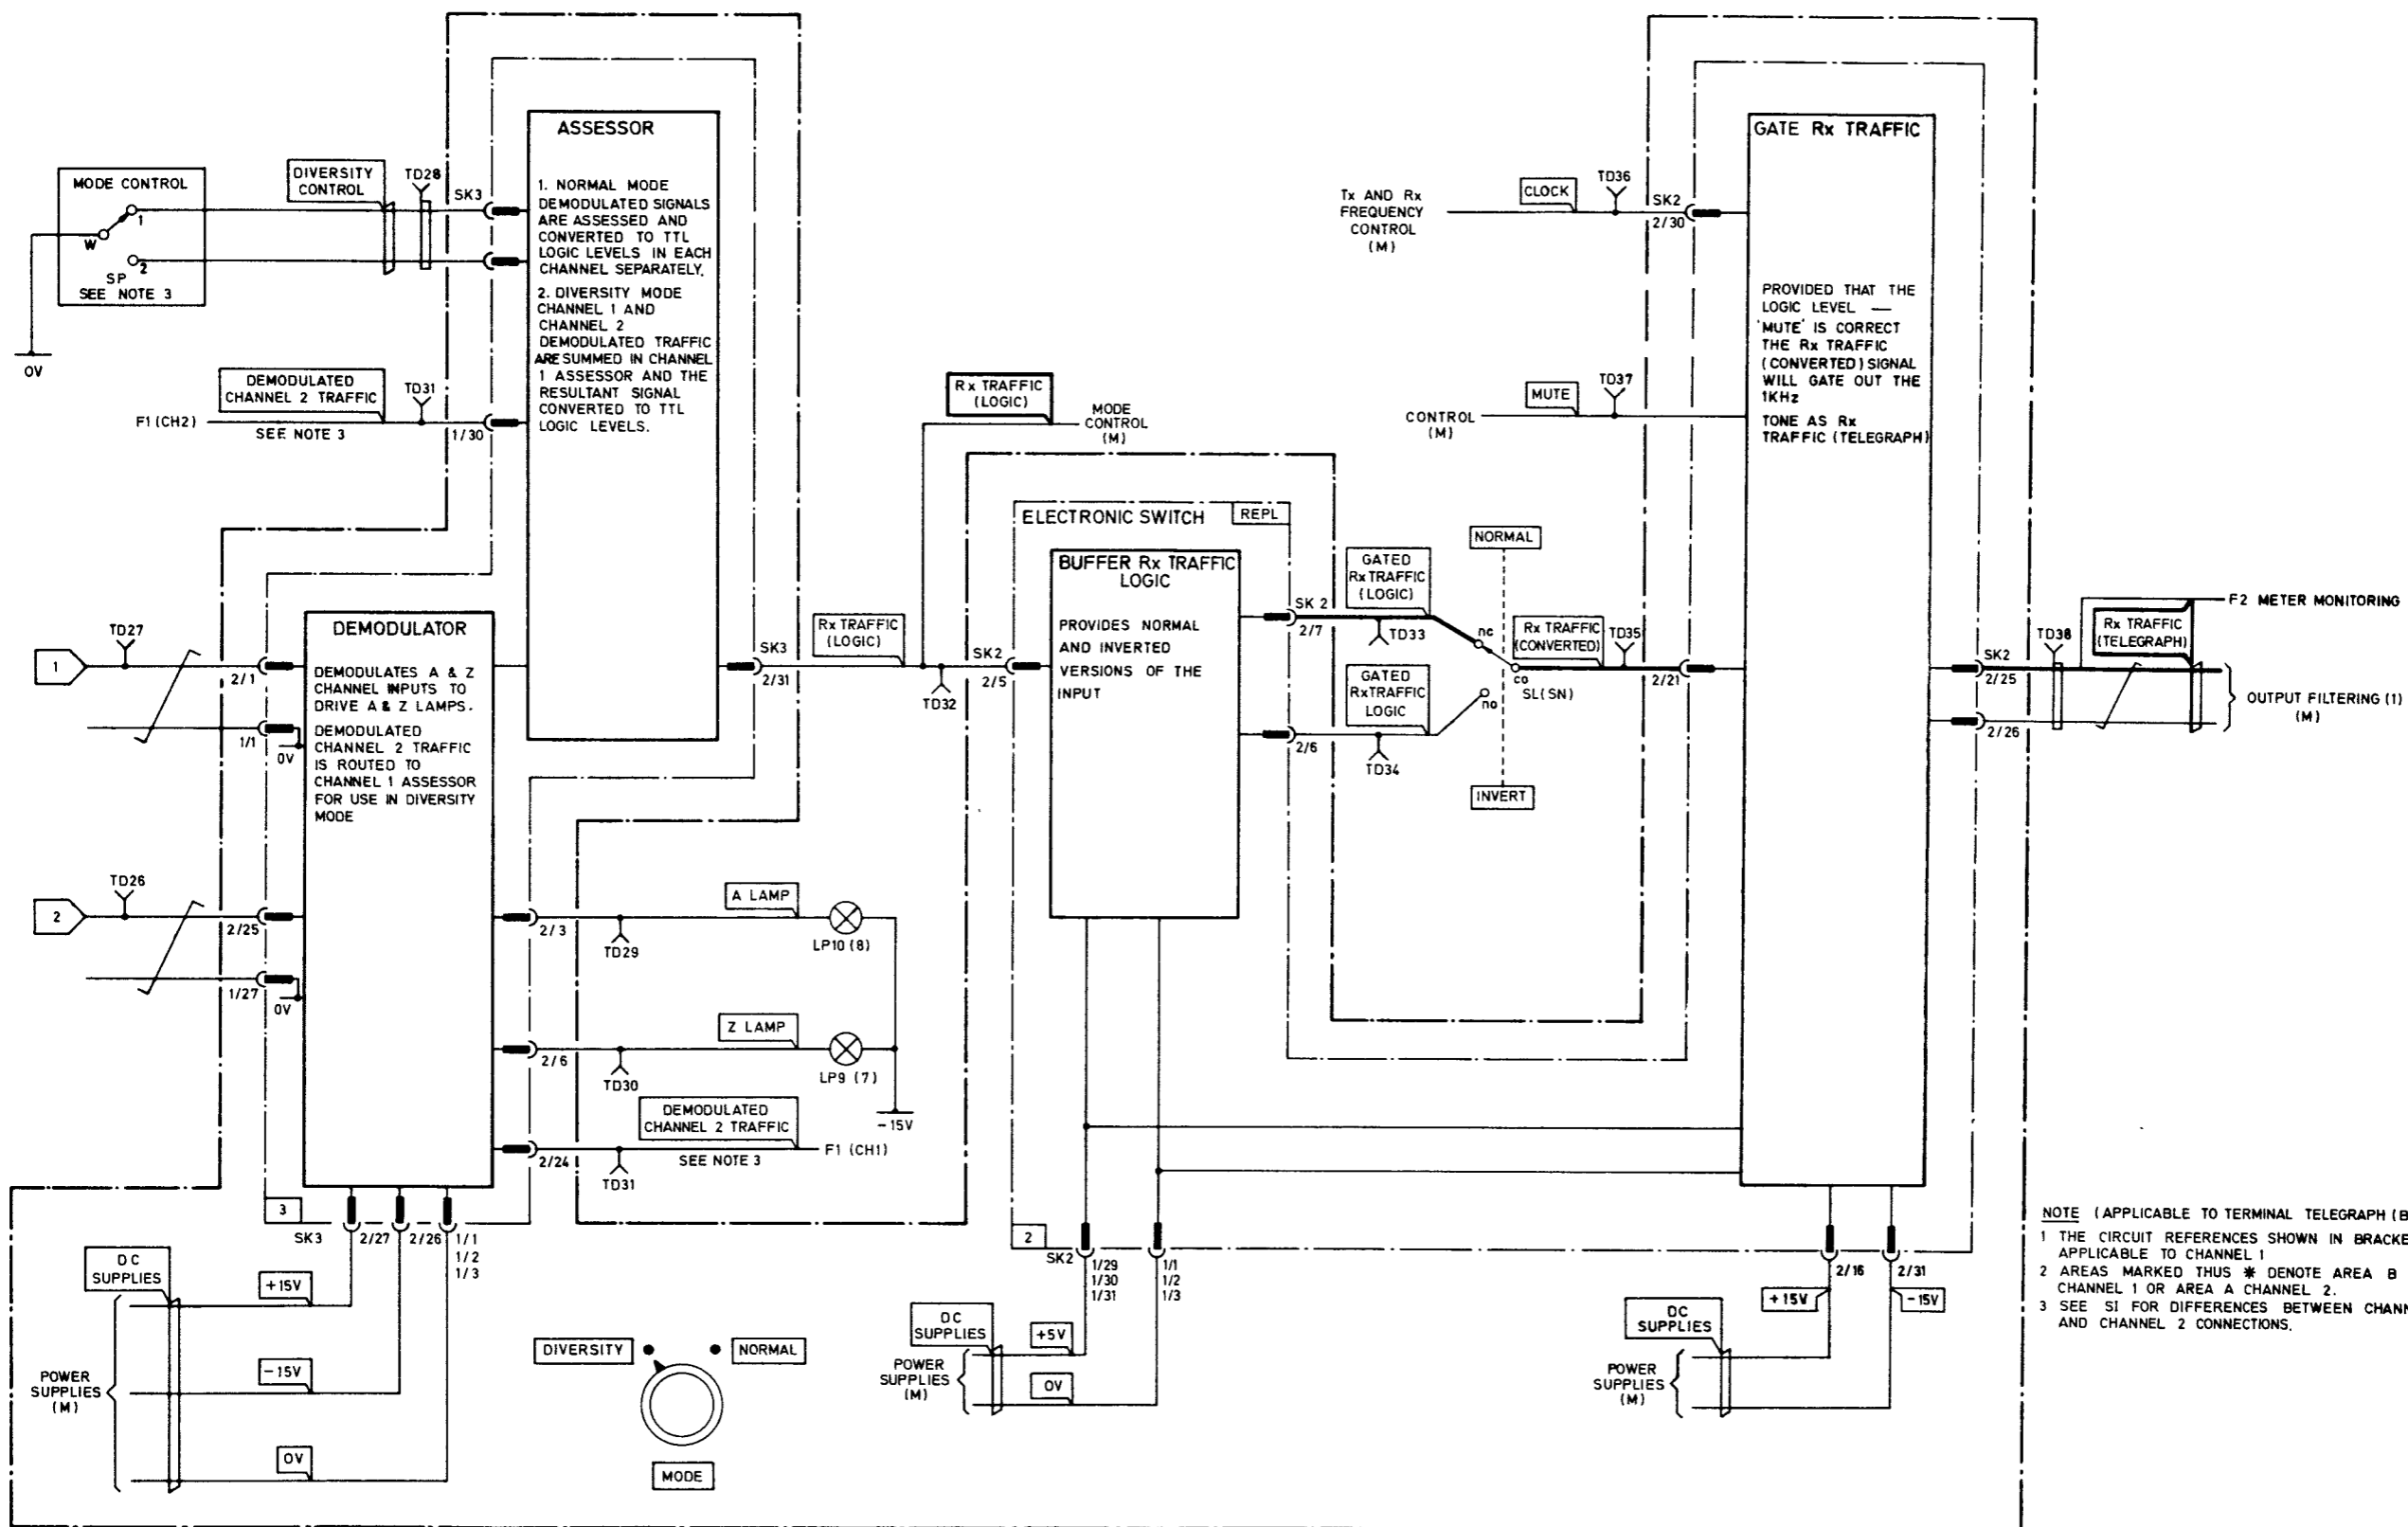 MODE CONTROL
1
W
2
SP
SEE NOTE 3
0V
DIVERSITY
CONTROL
TD28
SK3
DEMODULATED
CHANNEL 2 TRAFFIC
TD31
F1 (CH2)
SEE NOTE 3
1/30
ASSESSOR
1. NORMAL MODE
DEMODULATED SIGNALS
ARE ASSESSED AND
CONVERTED TO TTL
LOGIC LEVELS IN EACH
CHANNEL SEPARATELY.
2. DIVERSITY MODE
CHANNEL 1 AND
CHANNEL 2
DEMODULATED TRAFFIC
ARE SUMMED IN CHANNEL
1 ASSESSOR AND THE
RESULTANT SIGNAL
CONVERTED TO TTL
LOGIC LEVELS.
1
TD27
2/1
1/1
0V
2
TD26
2/25
1/27
0V
DEMODULATOR
DEMODULATES A & Z
CHANNEL INPUTS TO
DRIVE A & Z LAMPS.
DEMODULATED
CHANNEL 2 TRAFFIC
IS ROUTED TO
CHANNEL 1 ASSESSOR
FOR USE IN DIVERSITY
MODE
SK3
2/31
Rx TRAFFIC
(LOGIC)
Rx TRAFFIC
(LOGIC)
MODE
CONTROL
(M)
TD32
SK2
2/5
2/3
TD29
A LAMP
LP10 (8)
2/6
TD30
Z LAMP
LP9 (7)
-15V
2/24
TD31
DEMODULATED
CHANNEL 2 TRAFFIC
SEE NOTE 3
F1 (CH1)
3
SK3
2/27
2/26
1/1
1/2
1/3
DC
SUPPLIES
+15V
-15V
0V
POWER
SUPPLIES
(M)
DIVERSITY
NORMAL
MODE
ELECTRONIC SWITCH
REPL
BUFFER Rx TRAFFIC
LOGIC
PROVIDES NORMAL
AND INVERTED
VERSIONS OF THE
INPUT
SK 2
2/7
GATED
Rx TRAFFIC
(LOGIC)
TD33
2/6
GATED
Rx TRAFFIC
LOGIC
TD34
NORMAL
nc
co
no
SL(SN)
INVERT
Rx TRAFFIC
(CONVERTED)
TD35
2/21
2
SK2
1/29
1/30
1/31
1/1
1/2
1/3
DC
SUPPLIES
+5V
0V
POWER
SUPPLIES
(M)
Tx AND Rx
FREQUENCY
CONTROL
(M)
CLOCK
TD36
SK2
2/30
CONTROL
(M)
MUTE
TD37
GATE Rx TRAFFIC
PROVIDED THAT THE
LOGIC LEVEL —
'MUTE' IS CORRECT
THE Rx TRAFFIC
(CONVERTED) SIGNAL
WILL GATE OUT THE
1KHz
TONE AS Rx
TRAFFIC (TELEGRAPH)
SK2
2/25
2/26
TD38
Rx TRAFFIC
(TELEGRAPH)
F2 METER MONITORING
OUTPUT FILTERING (1)
(M)
2/16
2/31
+15V
-15V
DC
SUPPLIES
POWER
SUPPLIES
(M)
NOTE (APPLICABLE TO TERMINAL TELEGRAPH (B
1 THE CIRCUIT REFERENCES SHOWN IN BRACKE
APPLICABLE TO CHANNEL 1
2 AREAS MARKED THUS * DENOTE AREA B
CHANNEL 1 OR AREA A CHANNEL 2.
3 SEE SI FOR DIFFERENCES BETWEEN CHANN
AND CHANNEL 2 CONNECTIONS.